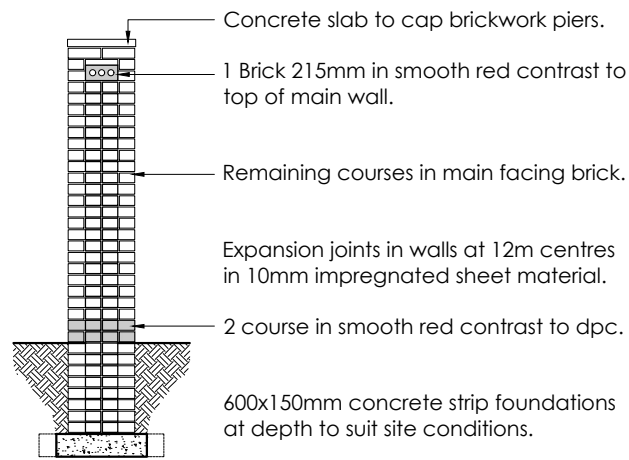 Concrete slab to cap brickwork piers.
1 Brick 215mm in smooth red contrast to
top of main wall.
Remaining courses in main facing brick.
Expansion joints in walls at 12m centres
in 10mm impregnated sheet material.
2 course in smooth red contrast to dpc.
600x150mm concrete strip foundations
at depth to suit site conditions.